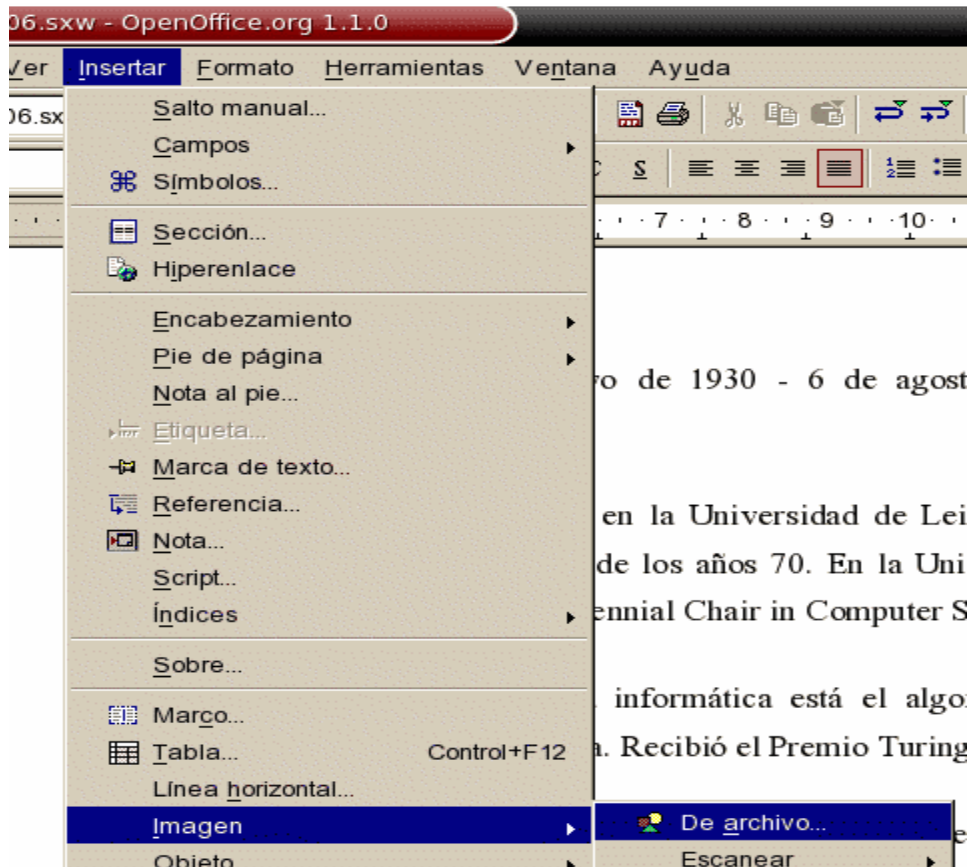 06.sxw - OpenOffice.org 1.1.0
Ver Insertar Formato Herramientas Ventana Ayuda
06.sx
Salto manual...
Campos
Símbolos...
S
7 8 9 10
Sección...
Hiperenlace
Encabezamiento
Pie de página
Nota al pie...
de 1930 - 6 de agost
Etiqueta...
Marca de texto...
Referencia...
en la Universidad de Lei
Nota...
de los años 70. En la Uni
Script...
Índices
ennial Chair in Computer S
Sobre...
informática está el algo
Marco...
Tabla... Control+F12
a. Recibió el Premio Turing
Línea horizontal...
Imagen
De archivo...
Objeto
Escanear